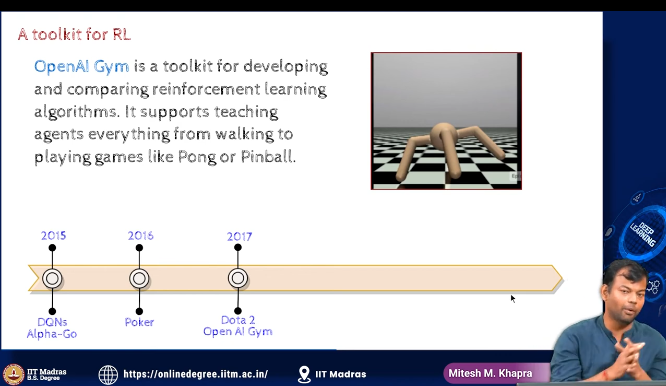 A toolkit for RL
OpenAI Gym is a toolkit for developing
and comparing reinforcement learning
algorithms. It supports teaching
agents everything from walking to
playing games like Pong or Pinball.
2015
2016
2017
DQNs
Alpha-Go
Poker
Dota 2
Open AI Gym
DEEP
LEARNING
IIT Madras
B.S. Degree
https://onlinedegree.iitm.ac.in/
IIT Madras
Mitesh M. Khapra